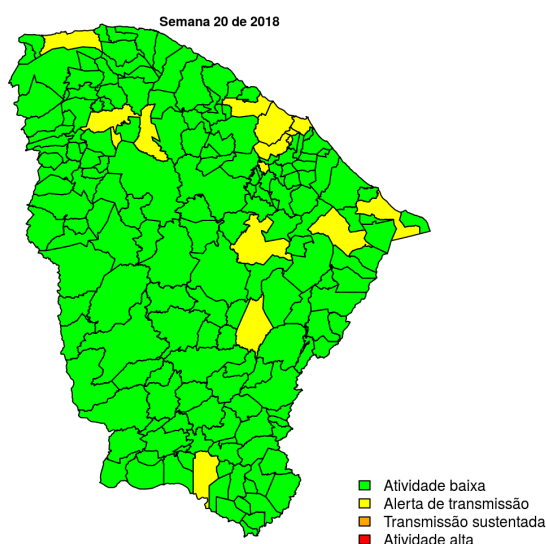 Semana 20 de 2018
Atividade baixa
Alerta de transmissão
Transmissão sustentada
Atividade alta